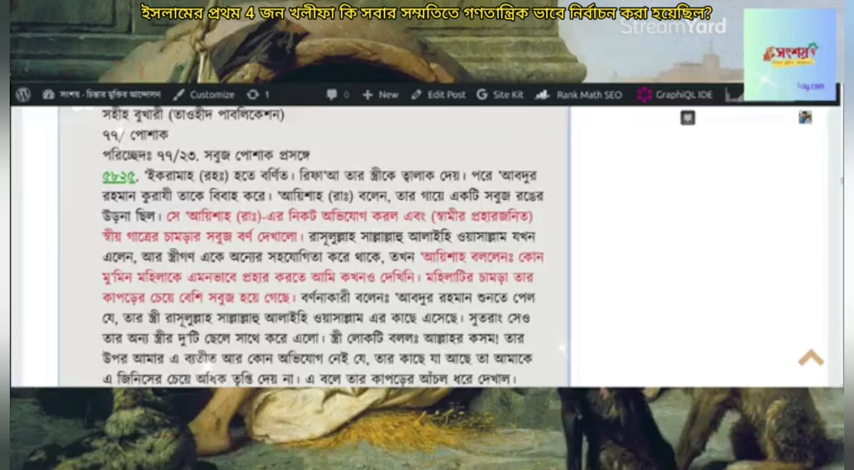 ইসলামের প্রথম 4 জন খলীফা কি সবার সম্মতিতে গণতান্ত্রিক ভাবে নির্বাচন করা হয়েছিল?
StreamYard
সংশয়
সংশয় - চিন্তার মুক্তির আন্দোলন Customize 1 0 New Edit Post Site Kit Rank Math SEO GraphiQL IDE
সহীহ বুখারী (তাওহীদ পাবলিকেশন)
৭৭/ পোশাক
পরিচ্ছেদঃ ৭৭/২৩. সবুজ পোশাক প্রসঙ্গে
৫৮২৫. 'ইকরামাহ (রহঃ) হতে বর্ণিত। রিফা'আ তার স্ত্রীকে ত্বালাক দেয়। পরে 'আবদুর
রহমান কুরাযী তাকে বিবাহ করে। 'আয়িশাহ (রাঃ) বলেন, তার গায়ে একটি সবুজ রঙের
উড়না ছিল। সে 'আয়িশাহ (রাঃ)-এর নিকট অভিযোগ করল এবং (স্বামীর প্রহারজনিত)
স্বীয় গাত্রের চামড়ার সবুজ বর্ণ দেখালো। রাসূলুল্লাহ সাল্লাল্লাহু আলাইহি ওয়াসাল্লাম যখন
এলেন, আর স্ত্রীগণ একে অন্যের সহযোগিতা করে থাকে, তখন 'আয়িশাহ বললেনঃ কোন
মু'মিন মহিলাকে এমনভাবে প্রহার করতে আমি কখনও দেখিনি। মহিলাটির চামড়া তার
কাপড়ের চেয়ে বেশি সবুজ হয়ে গেছে। বর্ণনাকারী বলেনঃ 'আবদুর রহমান শুনতে পেল
যে, তার স্ত্রী রাসূলুল্লাহ সাল্লাল্লাহু আলাইহি ওয়াসাল্লাম এর কাছে এসেছে। সুতরাং সেও
তার অন্য স্ত্রীর দু'টি ছেলে সাথে করে এলো। স্ত্রী লোকটি বললঃ আল্লাহর কসম! তার
উপর আমার এ ব্যতীত আর কোন অভিযোগ নেই যে, তার কাছে যা আছে তা আমাকে
এ জিনিসের চেয়ে অধিক তৃপ্তি দেয় না। এ বলে তার কাপড়ের আঁচল ধরে দেখাল।